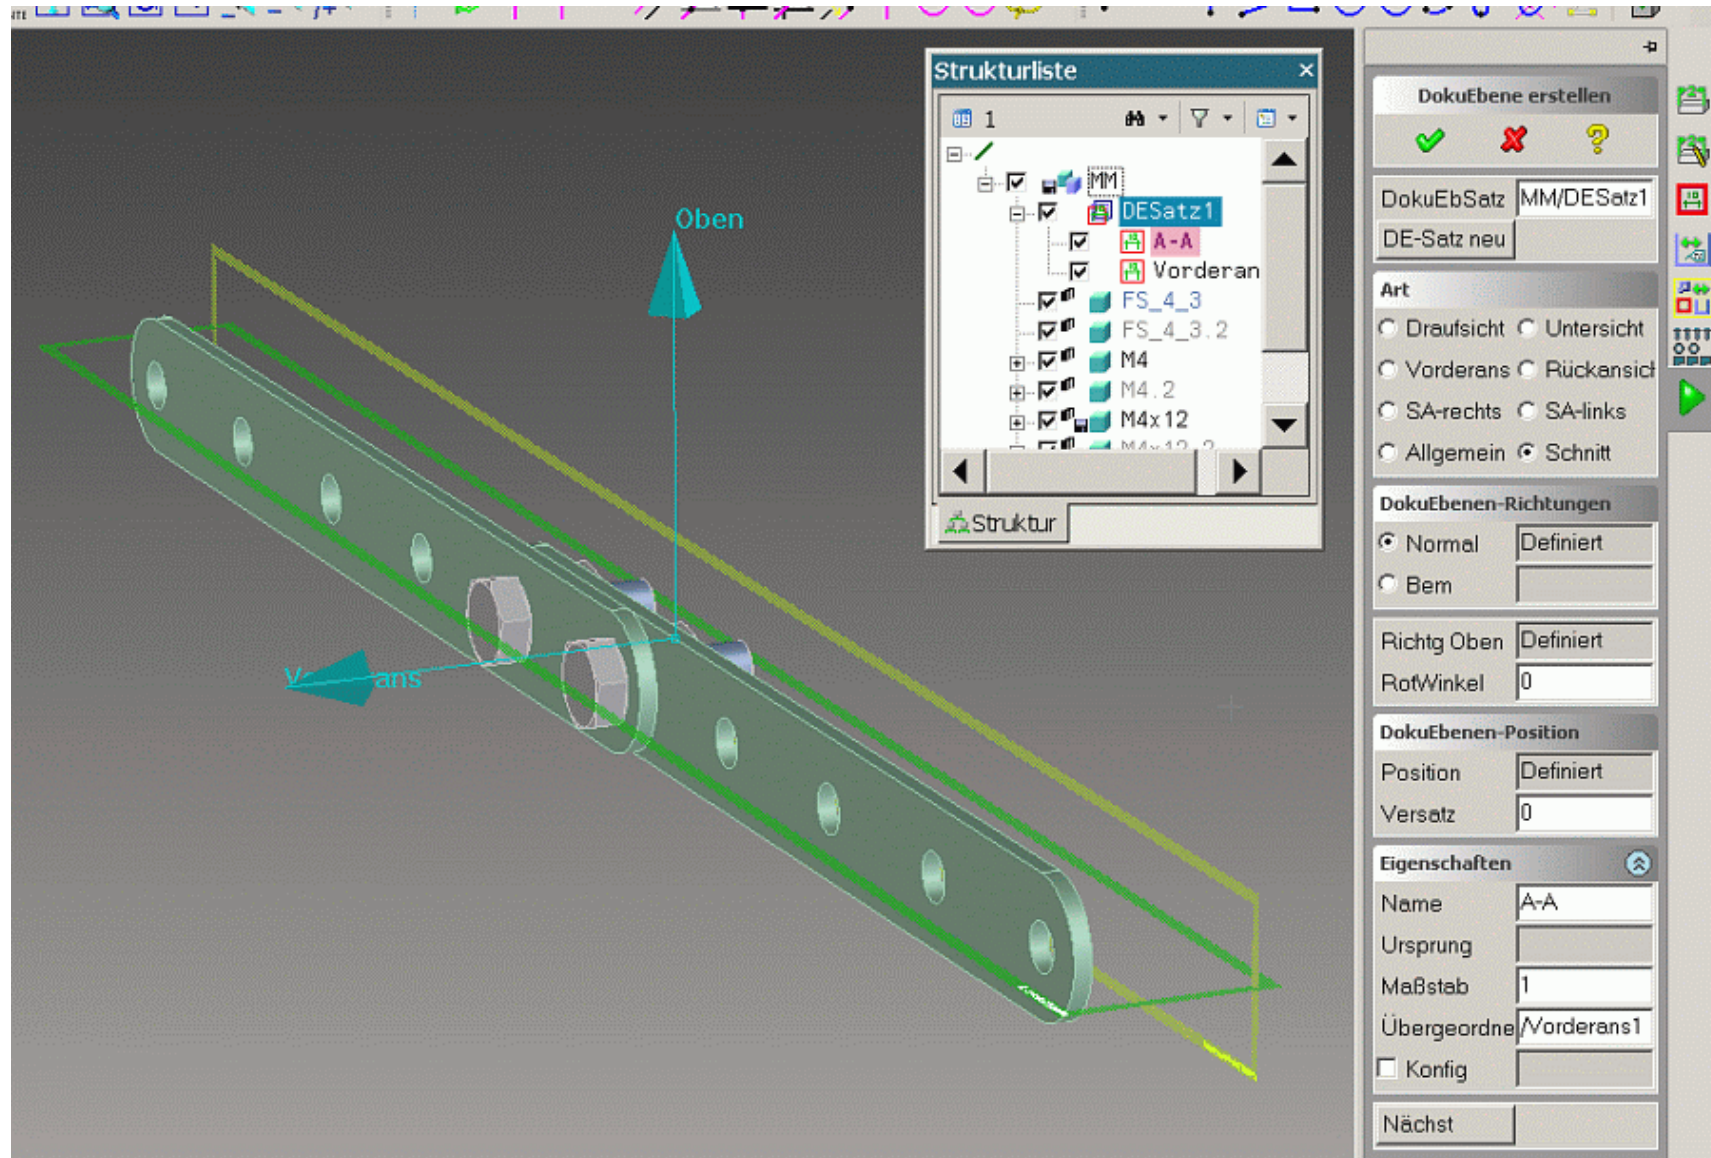 Oben
V
ans
Strukturliste
1
MM
DESatz1
A-A
Vorderan
FS_4_3
FS_4_3.2
M4
M4.2
M4x12
M4x12.2
Struktur
DokuEbene erstellen
DokuEbSatz MM/DESatz1
DE-Satz neu
Art
Draufsicht Untersicht
Vorderans Rückansich
SA-rechts SA-links
Allgemein Schnitt
DokuEbenen-Richtungen
Normal Definiert
Bem
Richtg Oben Definiert
RotWinkel 0
DokuEbenen-Position
Position Definiert
Versatz 0
Eigenschaften
Name A-A
Ursprung
Maßstab 1
Übergeordne /Vorderans1
Konfig
Nächst